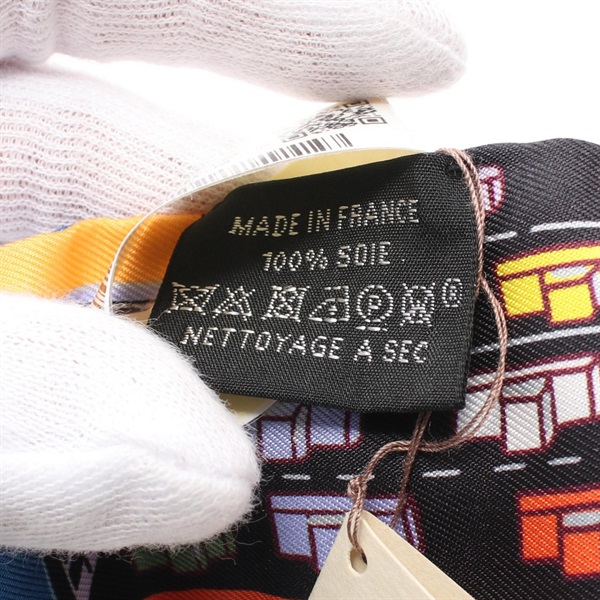 MADE IN FRANCE
100% SOIE
P ®
NETTOYAGE A SEC